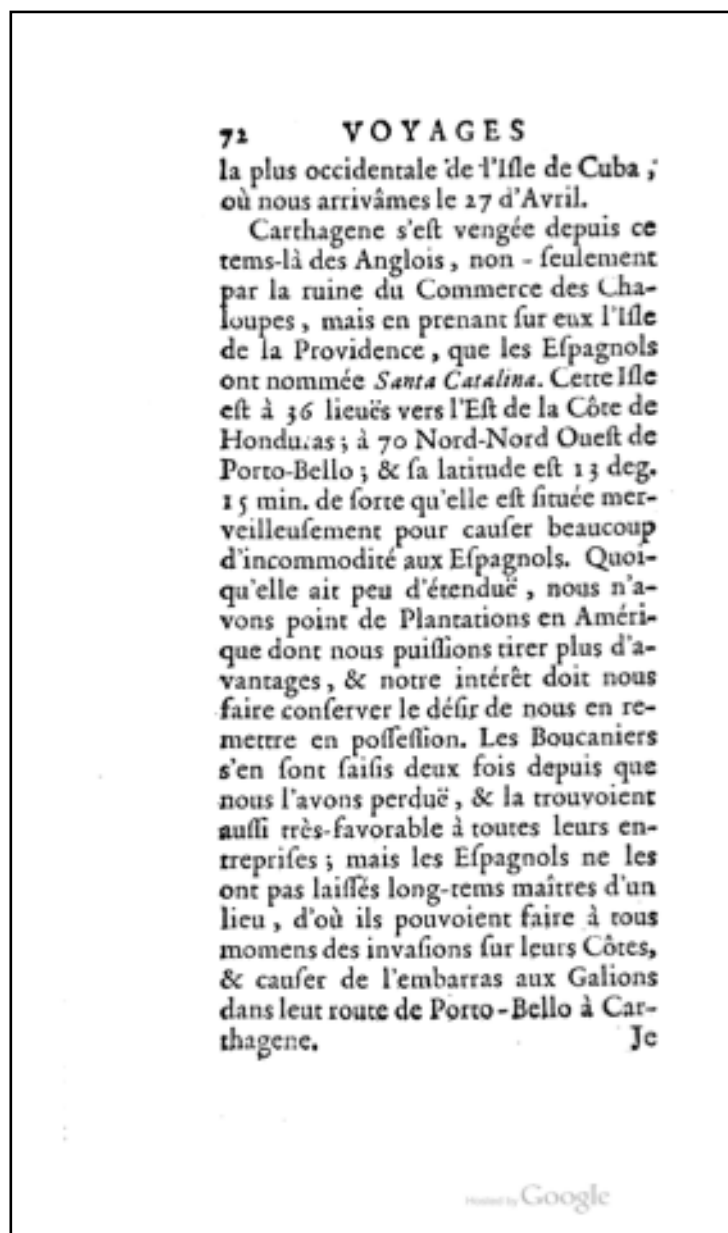 72 VOYAGES
la plus occidentale de l'Iſle de Cuba ;
où nous arrivâmes le 27 d'Avril.
Carthagene s'eſt vengée depuis ce
tems-là des Anglois, non - ſeulement
par la ruine du Commerce des Cha-
loupes, mais en prenant ſur eux l'Iſle
de la Providence, que les Eſpagnols
ont nommée Santa Catalina. Cette Iſle
eſt à 36 lieuës vers l'Eſt de la Côte de
Honduras ; à 70 Nord-Nord Oueſt de
Porto-Bello ; & ſa latitude eſt 13 deg.
15 min. de ſorte qu'elle eſt ſituée mer-
veilleuſement pour cauſer beaucoup
d'incommodité aux Eſpagnols. Quoi-
qu'elle ait peu d'étenduë, nous n'a-
vons point de Plantations en Améri-
que dont nous puiſſions tirer plus d'a-
vantages, & notre intérêt doit nous
faire conſerver le déſir de nous en re-
mettre en poſſeſſion. Les Boucaniers
s'en ſont ſaiſis deux fois depuis que
nous l'avons perduë, & la trouvoient
auſſi très-favorable à toutes leurs en-
trepriſes ; mais les Eſpagnols ne les
ont pas laiſſés long-tems maîtres d'un
lieu, d'où ils pouvoient faire à tous
momens des invaſions ſur leurs Côtes,
& cauſer de l'embarras aux Galions
dans leut route de Porto-Bello à Car-
thagene. Je
Hosted by Google